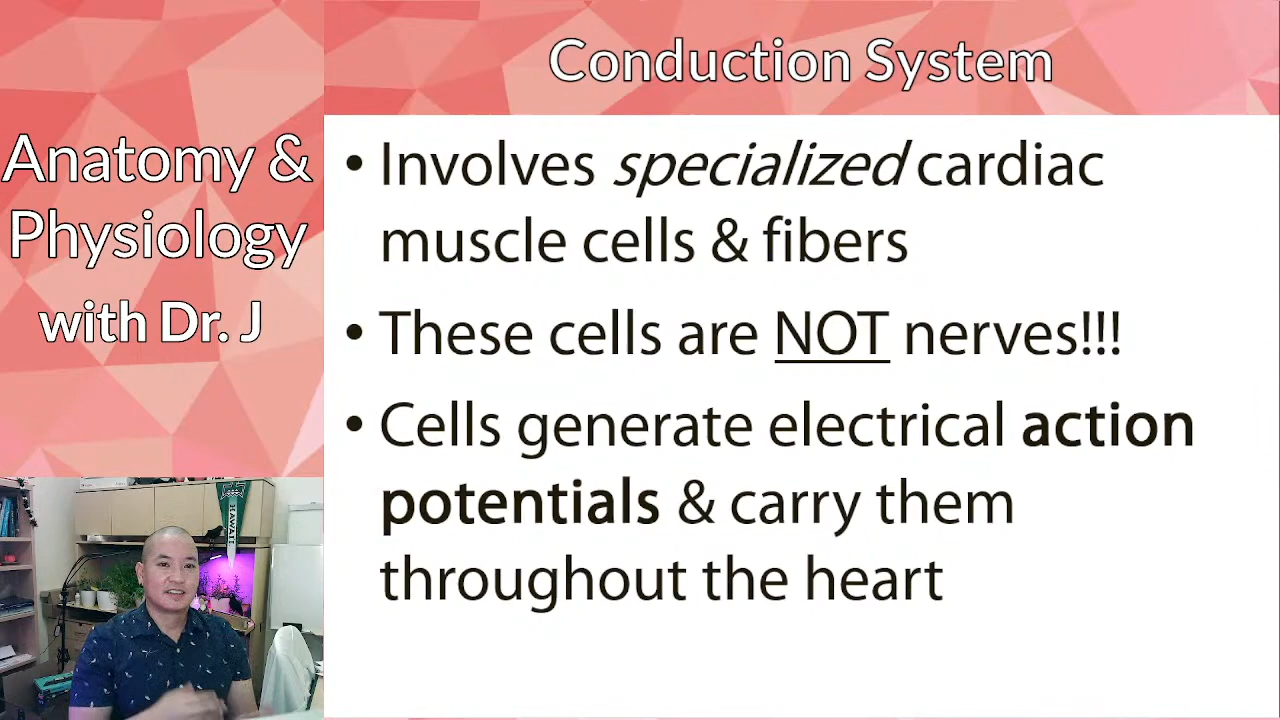 Conduction System
Anatomy &
Physiology
with Dr. J
• Involves specialized cardiac
muscle cells & fibers
• These cells are NOT nerves!!!
• Cells generate electrical action
potentials & carry them
throughout the heart
HAWAII